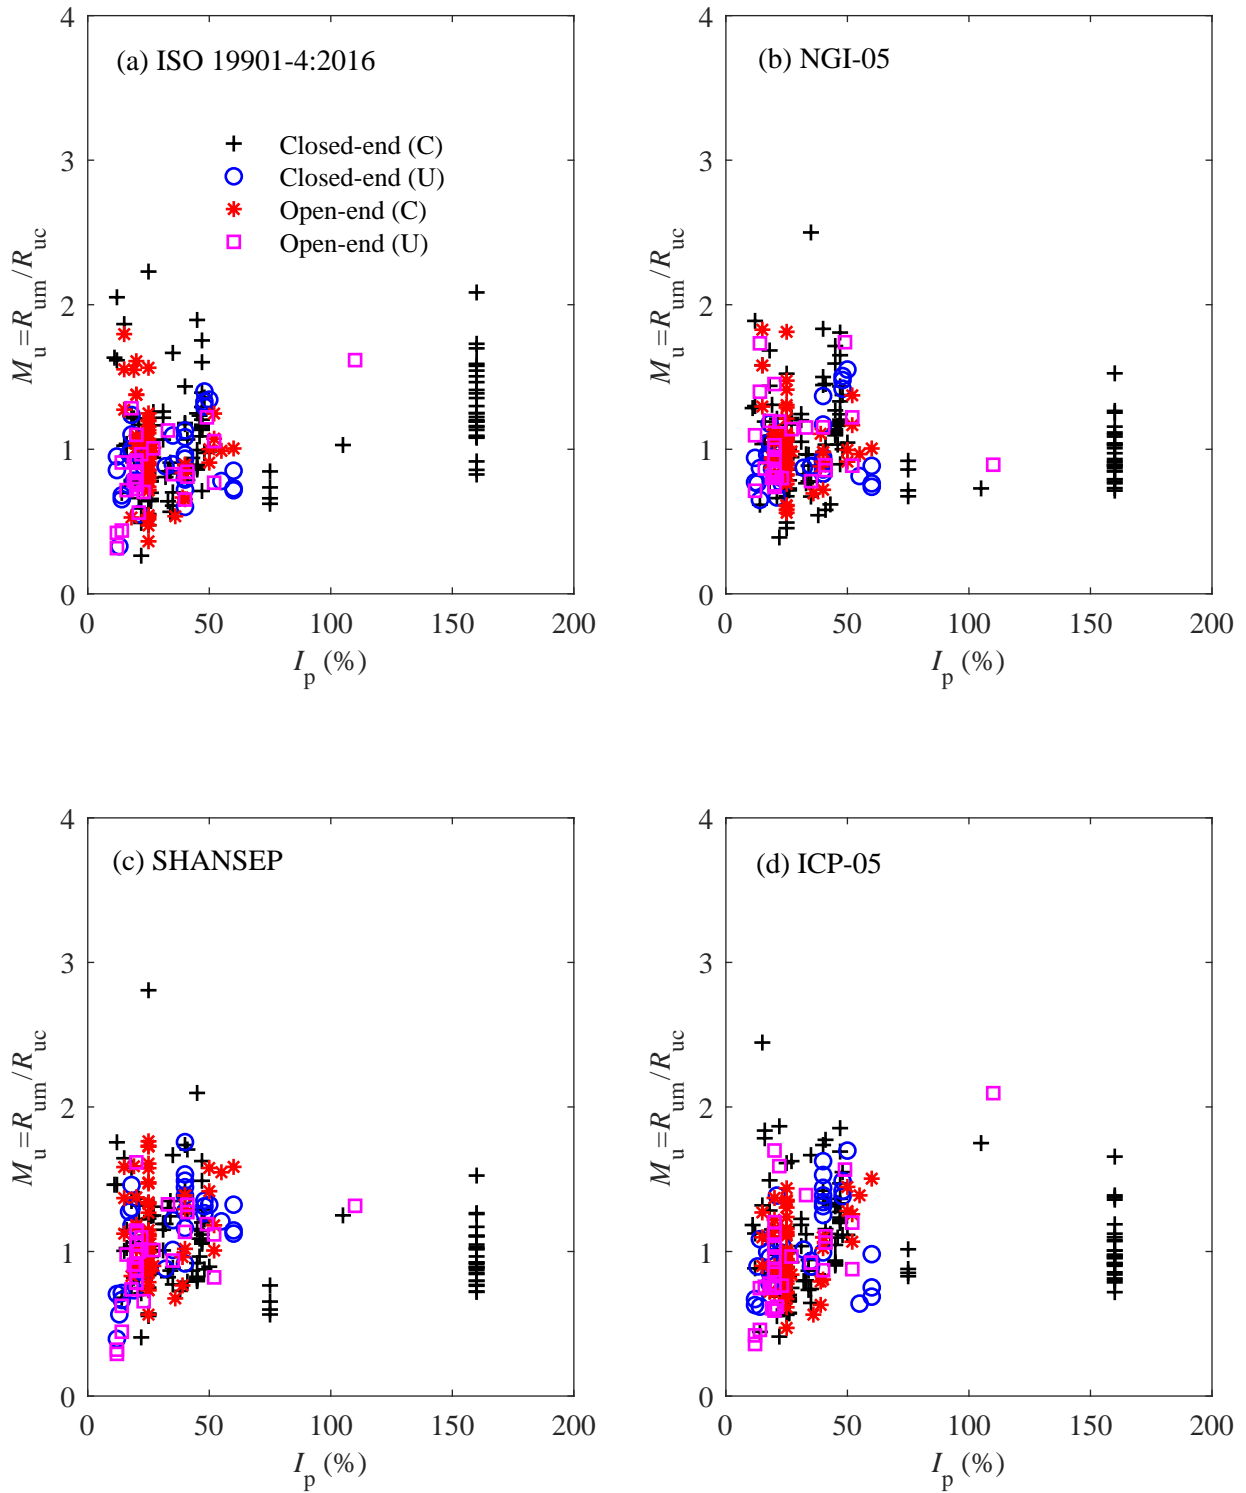 (a) ISO 19901-4:2016
Closed-end (C)
Closed-end (U)
Open-end (C)
Open-end (U)
4
3
2
1
0
0 50 100 150 200
M_u=R_um/R_uc
I_p (%)
(b) NGI-05
4
3
2
1
0
0 50 100 150 200
M_u=R_um/R_uc
I_p (%)
(c) SHANSEP
4
3
2
1
0
0 50 100 150 200
M_u=R_um/R_uc
I_p (%)
(d) ICP-05
4
3
2
1
0
0 50 100 150 200
M_u=R_um/R_uc
I_p (%)